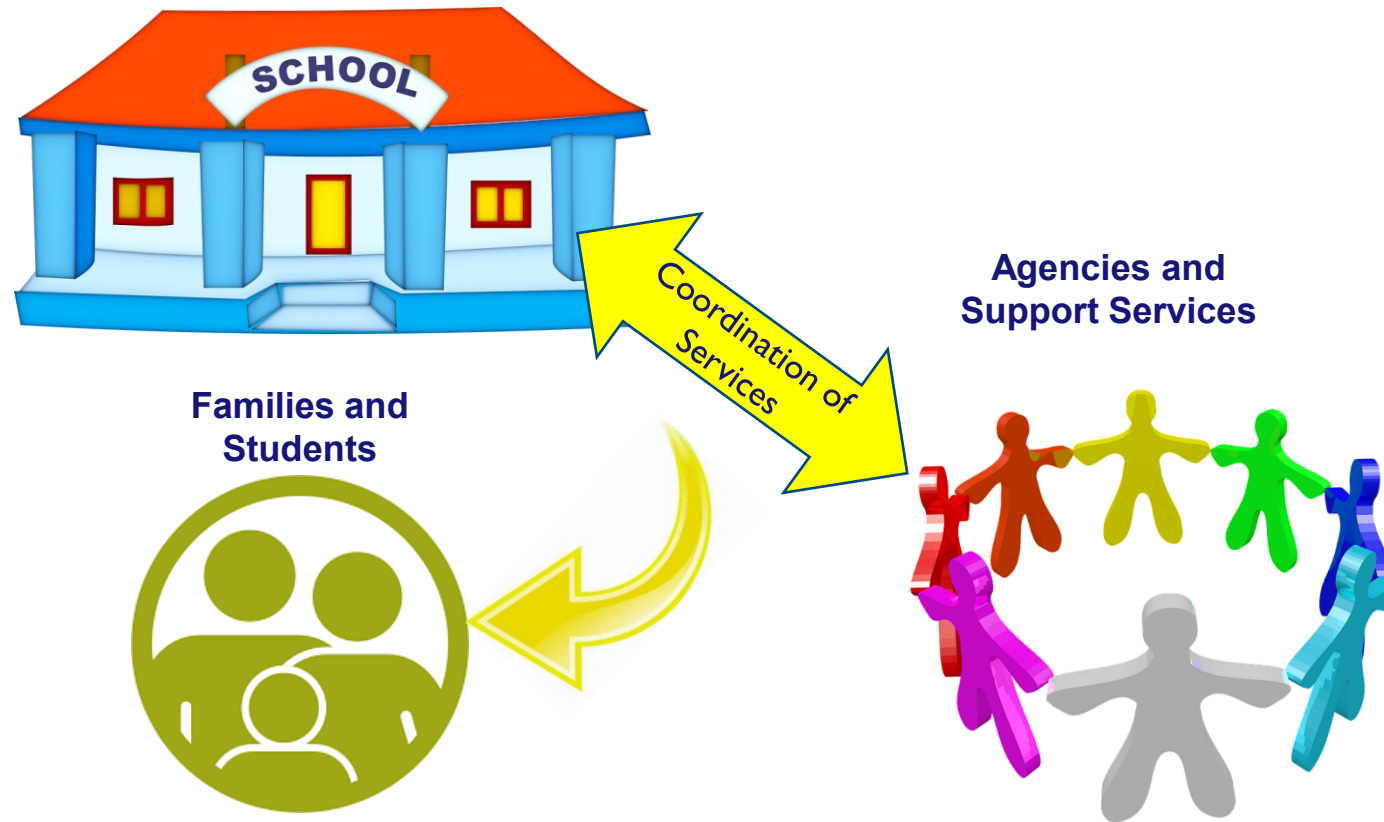 SCHOOL
Coordination of
Services
Agencies and
Support Services
Families and
Students